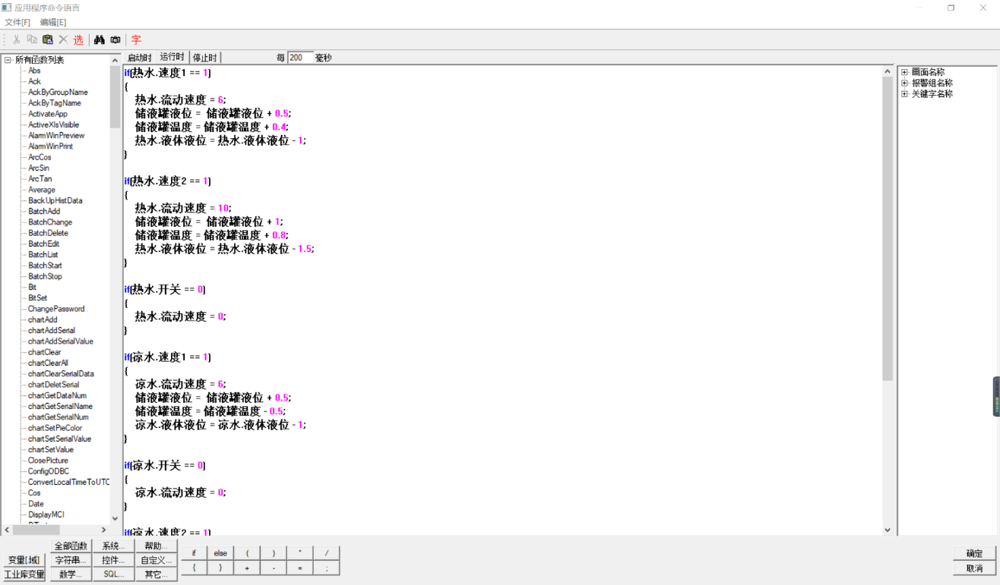 应用程序命令语言
文件[F] 编辑[E]
选 字
所有函数列表
Abs
Ack
AckByGroupName
AckByTagName
ActivateApp
ActiveXIsVisible
AlarmWinPreview
AlarmWinPrint
ArcCos
ArcSin
ArcTan
Average
BackUpHistData
BatchAdd
BatchChange
BatchDelete
BatchEdit
BatchList
BatchStart
BatchStop
Bit
BitSet
ChangePassword
chartAdd
chartAddSerial
chartAddSerialValue
chartClear
chartClearAll
chartClearSerialData
chartDeletSerial
chartGetDataNum
chartGetSerialName
chartGetSerialNum
chartSetPieColor
chartSetSerialValue
chartSetValue
ClosePicture
ConfigODBC
ConvertLocalTimeToUTC
Cos
Date
DisplayMCI
启动时 运行时 停止时 每 200 毫秒
if(热水.速度1 == 1)
{
热水.流动速度 = 6;
储液罐液位 = 储液罐液位 + 0.5;
储液罐温度 = 储液罐温度 + 0.4;
热水.液体液位 = 热水.液体液位 - 1;
}
if(热水.速度2 == 1)
{
热水.流动速度 = 10;
储液罐液位 = 储液罐液位 + 1;
储液罐温度 = 储液罐温度 + 0.8;
热水.液体液位 = 热水.液体液位 - 1.5;
}
if(热水.开关 == 0)
{
热水.流动速度 = 0;
}
if(凉水.速度1 == 1)
{
凉水.流动速度 = 6;
储液罐液位 = 储液罐液位 + 0.5;
储液罐温度 = 储液罐温度 - 0.5;
凉水.液体液位 = 凉水.液体液位 - 1;
}
if(凉水.开关 == 0)
{
凉水.流动速度 = 0;
}
if(凉水.速度2 == 1)
画面名称
报警组名称
关键字名称
全部函数 系统... 帮助...
变量[.域] 字符串... 控件... 自定义...
工业库变量 数学... SQL... 其它...
if else ( ) * /
{ } + - = ;
确定
取消